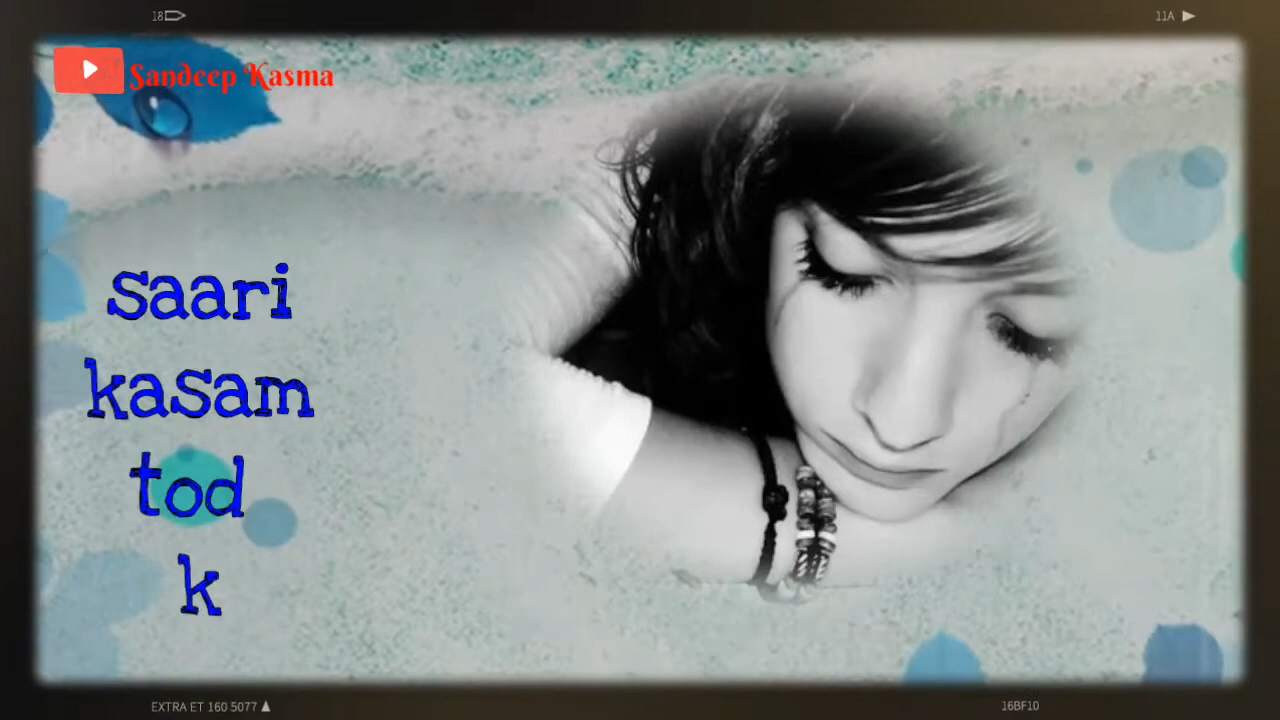 18
11A
Sandeep Kasma
saari
kasam
tod
k
EXTRA ET 160 5077
16BF10